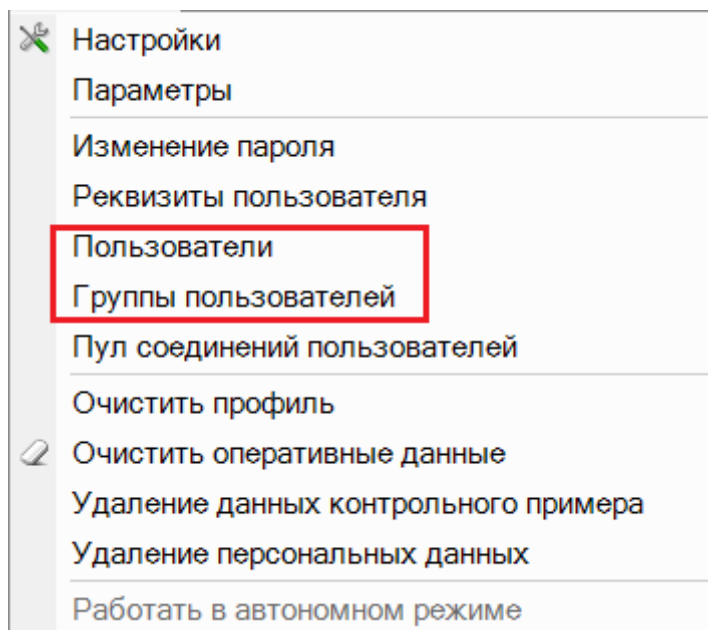 Настройки
Параметры
Изменение пароля
Реквизиты пользователя
Пользователи
Группы пользователей
Пул соединений пользователей
Очистить профиль
Очистить оперативные данные
Удаление данных контрольного примера
Удаление персональных данных
Работать в автономном режиме